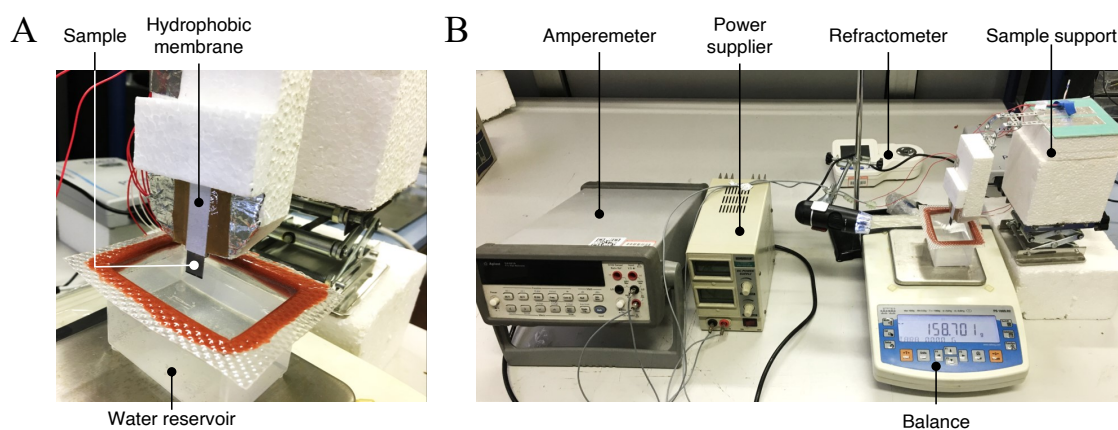 A
Sample
Hydrophobic
membrane
Water reservoir
B
Amperemeter
Power
supplier
Refractometer
Sample support
158.701 g
Balance